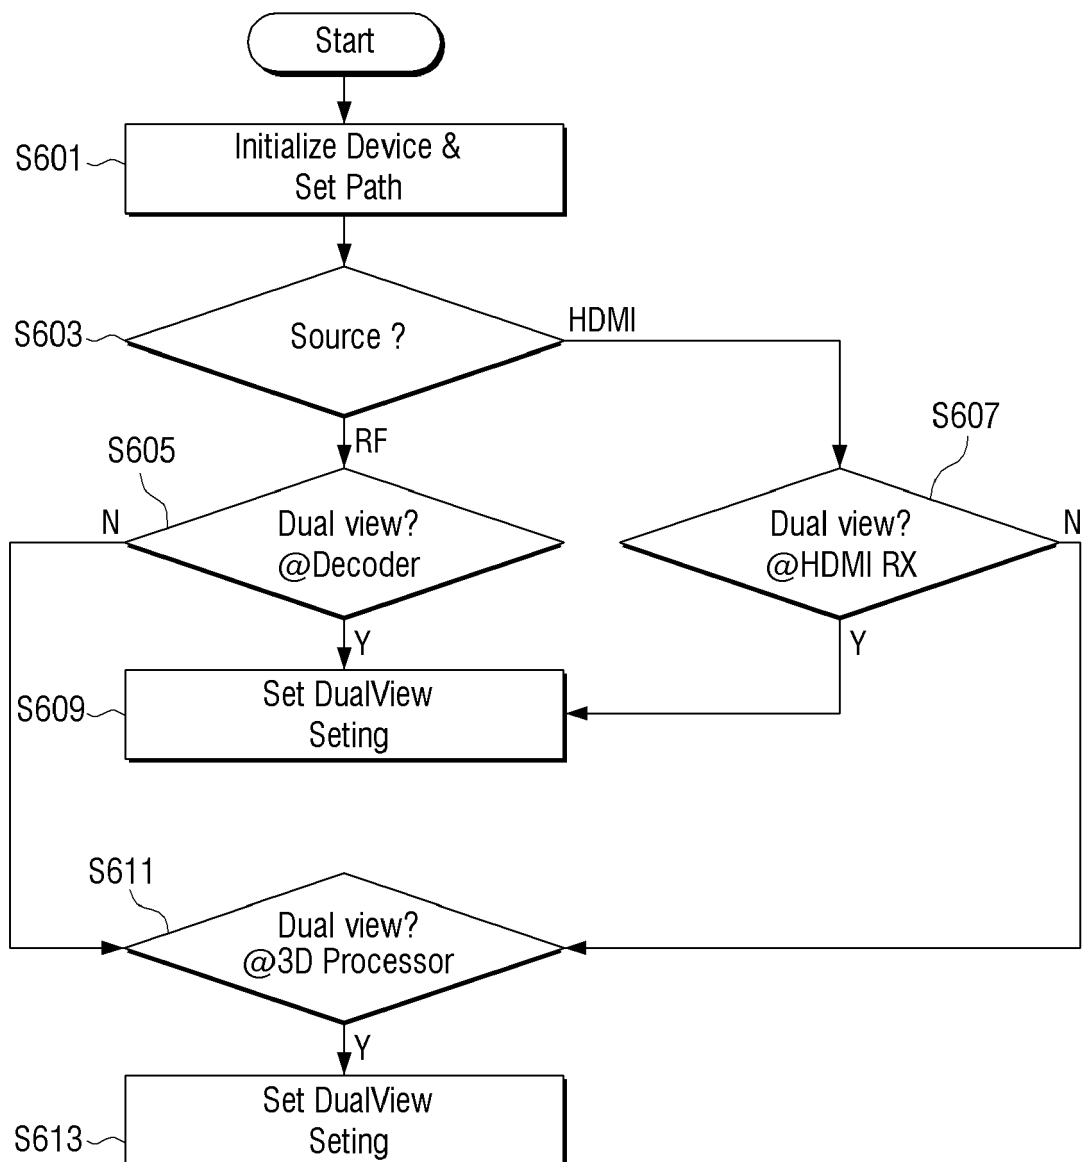 Start
S601
Initialize Device &
Set Path
S603
Source ?
HDMI
RF
S605
S607
N
Dual view?
@Decoder
Dual view?
@HDMI RX
N
Y
Y
S609
Set DualView
Seting
S611
Dual view?
@3D Processor
Y
S613
Set DualView
Seting